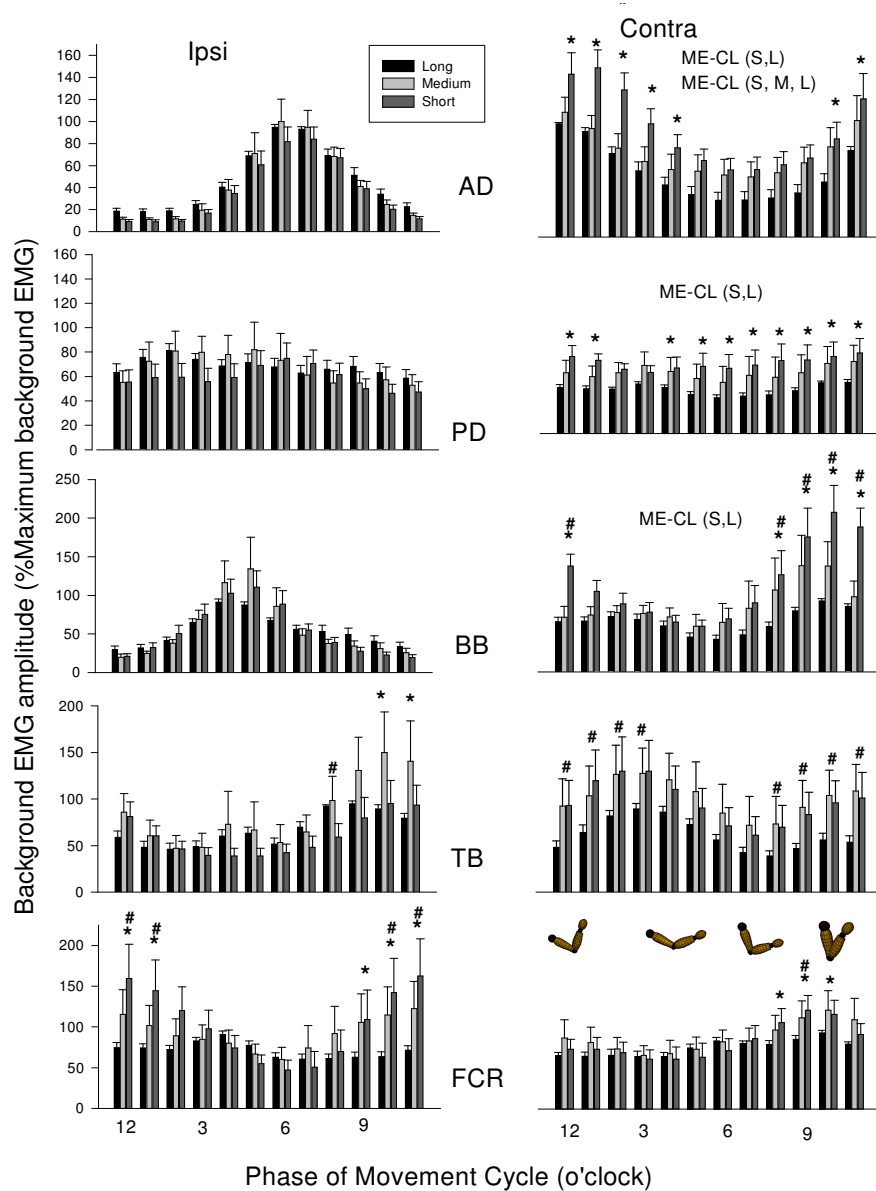 Ipsi
Contra
Long
Medium
Short
ME-CL (S,L)
ME-CL (S, M, L)
160
140
120
100
80
60
40
20
0
AD
* * * * * * *
160
140
120
100
80
60
40
20
0
PD
ME-CL (S,L)
* * * * * * * * * *
250
200
150
100
50
0
BB
ME-CL (S,L)
# # # # #
* * * * *
200
150
100
50
0
# * *
TB
# # # # # # # #
200
150
100
50
0
# # # #
* * * * *
FCR
#
* * *
12 3 6 9
12 3 6 9
Background EMG amplitude (%Maximum background EMG)
Phase of Movement Cycle (o'clock)